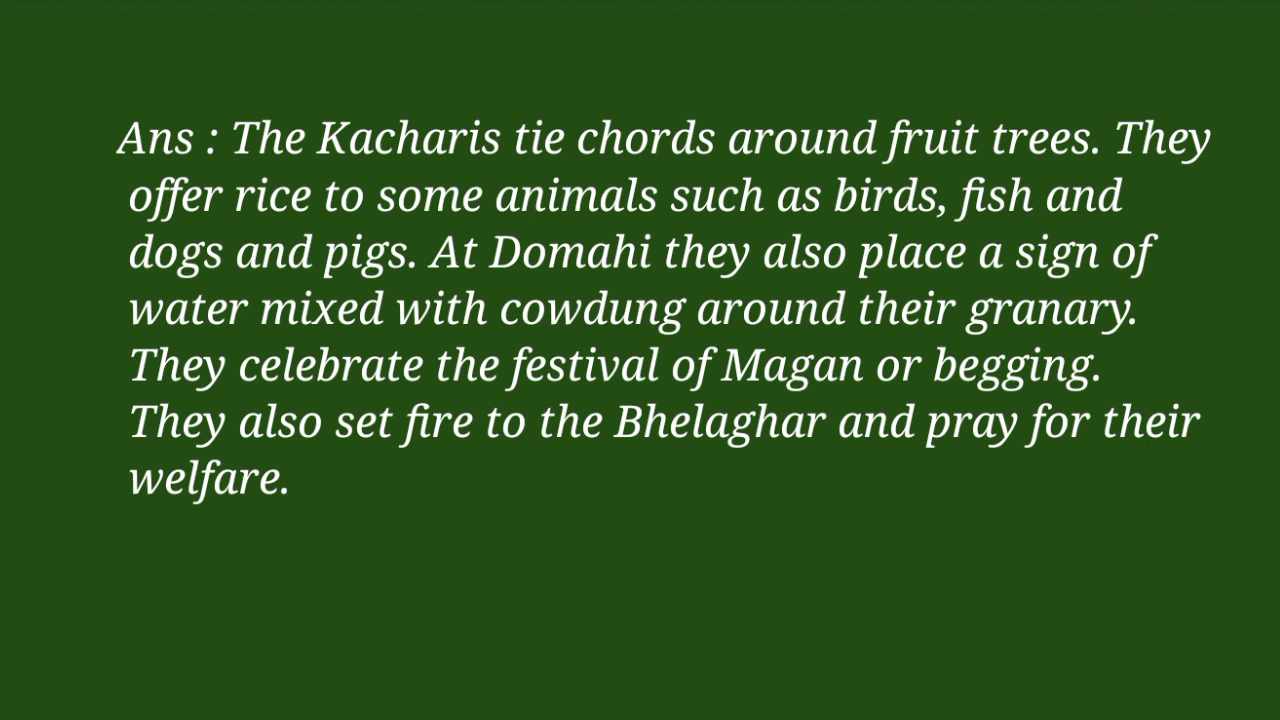 Ans : The Kacharis tie chords around fruit trees. They
offer rice to some animals such as birds, fish and
dogs and pigs. At Domahi they also place a sign of
water mixed with cowdung around their granary.
They celebrate the festival of Magan or begging.
They also set fire to the Bhelaghar and pray for their
welfare.